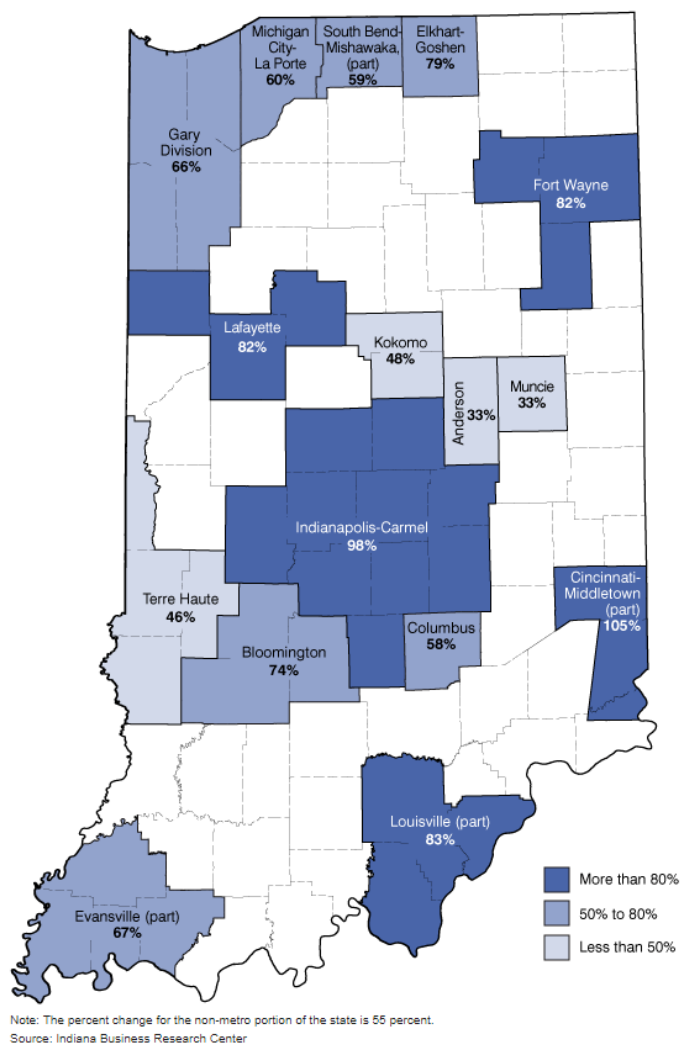 Michigan
City-
La Porte
60%
South Bend-
Mishawaka,
(part)
59%
Elkhart-
Goshen
79%
Gary
Division
66%
Fort Wayne
82%
Lafayette
82%
Kokomo
48%
Anderson
33%
Muncie
33%
Indianapolis-Carmel
98%
Cincinnati-
Middletown
(part)
105%
Terre Haute
46%
Bloomington
74%
Columbus
58%
Louisville (part)
83%
Evansville (part)
67%
More than 80%
50% to 80%
Less than 50%
Note: The percent change for the non-metro portion of the state is 55 percent.
Source: Indiana Business Research Center